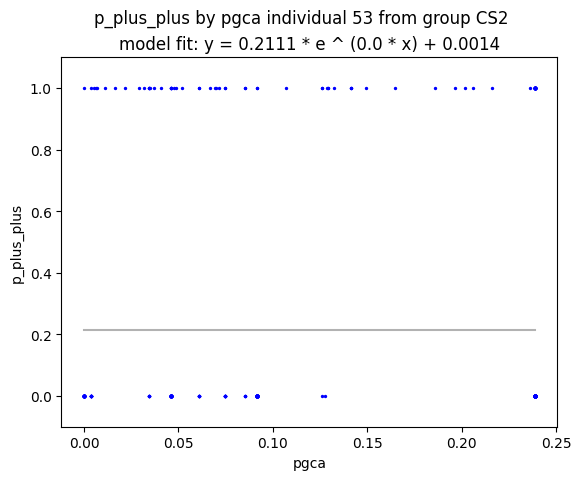 p_plus_plus by pgca individual 53 from group CS2
model fit: y = 0.2111 * e ^ (0.0 * x) + 0.0014
1.0
0.8
0.6
0.4
0.2
0.0
p_plus_plus
0.00 0.05 0.10 0.15 0.20 0.25
pgca